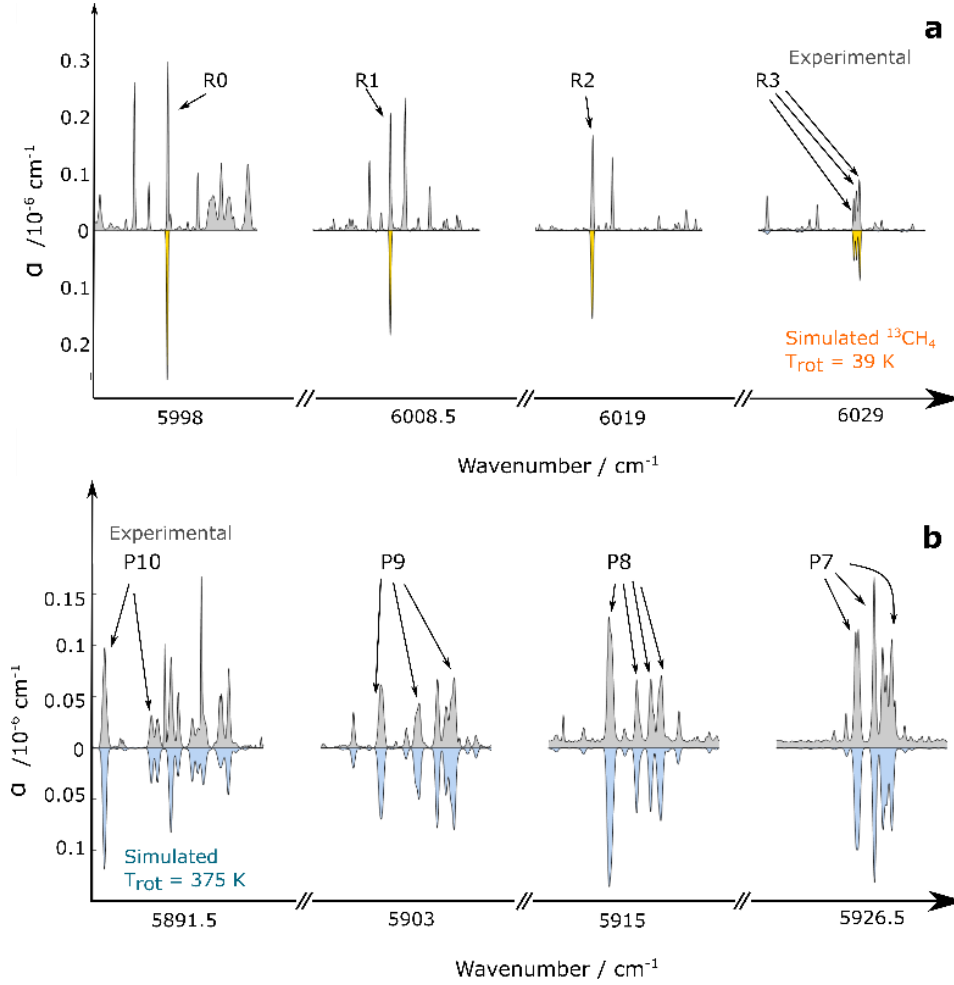 a
Experimental
0.3
0.2
0.1
0
0.1
0.2
α /10⁻⁶ cm⁻¹
R0
R1
R2
R3
Simulated ¹³CH₄
Trot = 39 K
5998
6008.5
6019
6029
Wavenumber / cm⁻¹
b
Experimental
P10
P9
P8
P7
0.15
0.1
0.05
0
0.05
0.1
α /10⁻⁶ cm⁻¹
Simulated
Trot = 375 K
5891.5
5903
5915
5926.5
Wavenumber / cm⁻¹